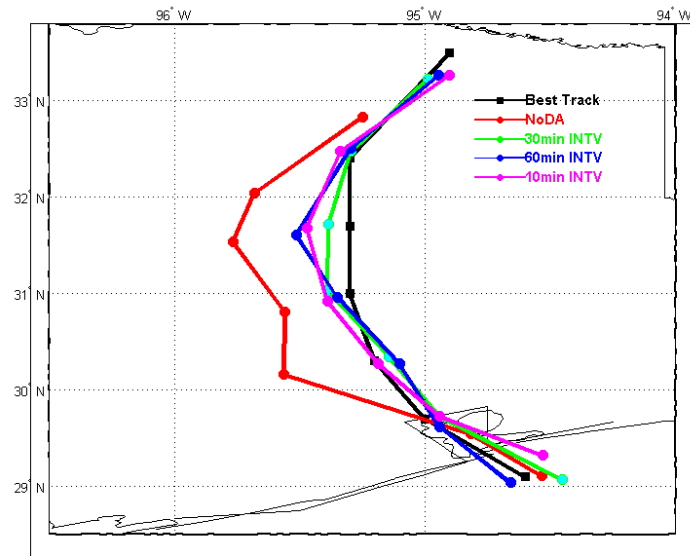 96° W
95° W
94° W
33° N
32° N
31° N
30° N
29° N
Best Track
NoDA
30min INTV
60min INTV
10min INTV